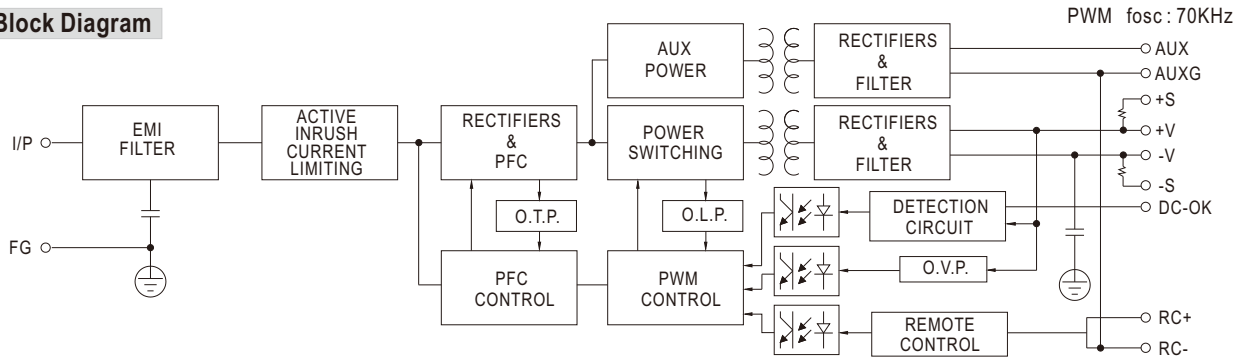 Block Diagram
PWM fosc : 70KHz
AUX
POWER
RECTIFIERS
&
FILTER
AUX
AUXG
I/P
EMI
FILTER
ACTIVE
INRUSH
CURRENT
LIMITING
RECTIFIERS
&
PFC
POWER
SWITCHING
RECTIFIERS
&
FILTER
+S
+V
-V
-S
O.T.P.
O.L.P.
DETECTION
CIRCUIT
DC-OK
FG
PFC
CONTROL
PWM
CONTROL
O.V.P.
REMOTE
CONTROL
RC+
RC-